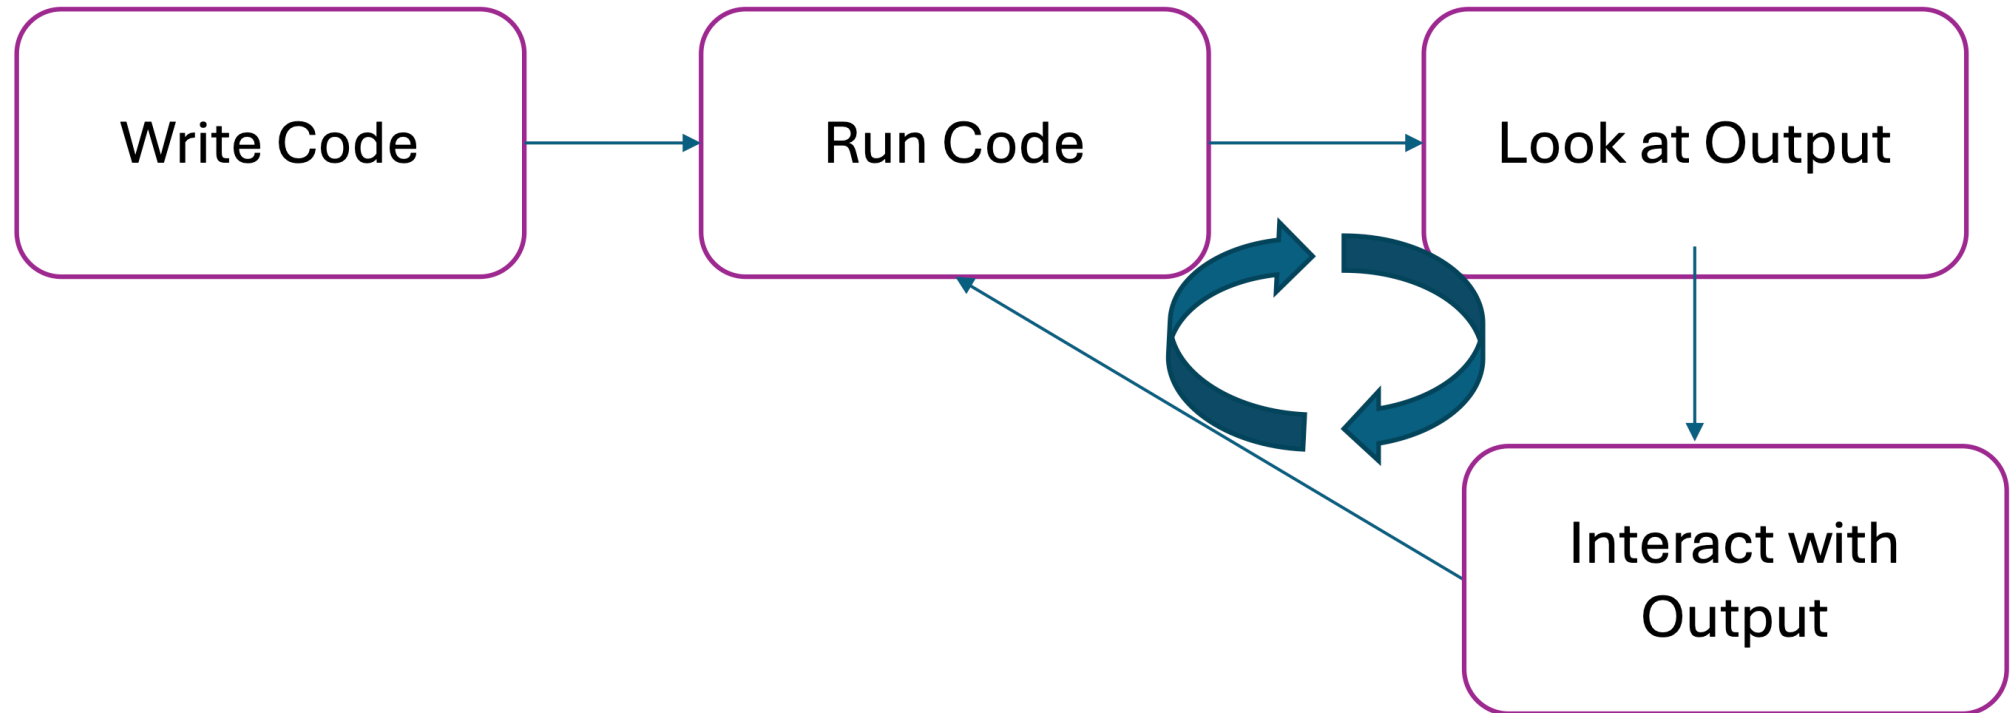 Write Code
Run Code
Look at Output
Interact with
Output